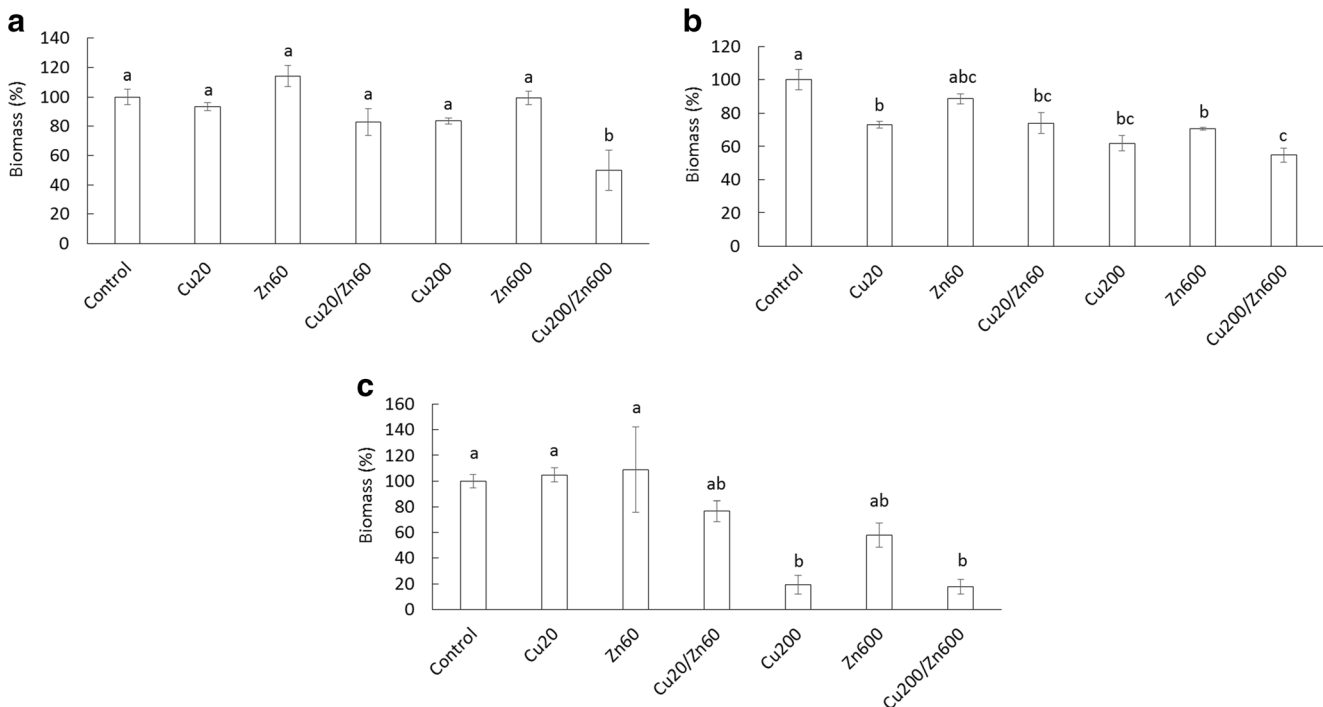 a
Biomass (%)
140
120
100
80
60
40
20
0
a
a
a
a
a
a
b
Control
Cu20
Zn60
Cu20/Zn60
Cu200
Zn600
Cu200/Zn600
b
Biomass (%)
120
100
80
60
40
20
0
a
b
abc
bc
bc
b
c
Control
Cu20
Zn60
Cu20/Zn60
Cu200
Zn600
Cu200/Zn600
c
Biomass (%)
160
140
120
100
80
60
40
20
0
a
a
a
ab
b
ab
b
Control
Cu20
Zn60
Cu20/Zn60
Cu200
Zn600
Cu200/Zn600